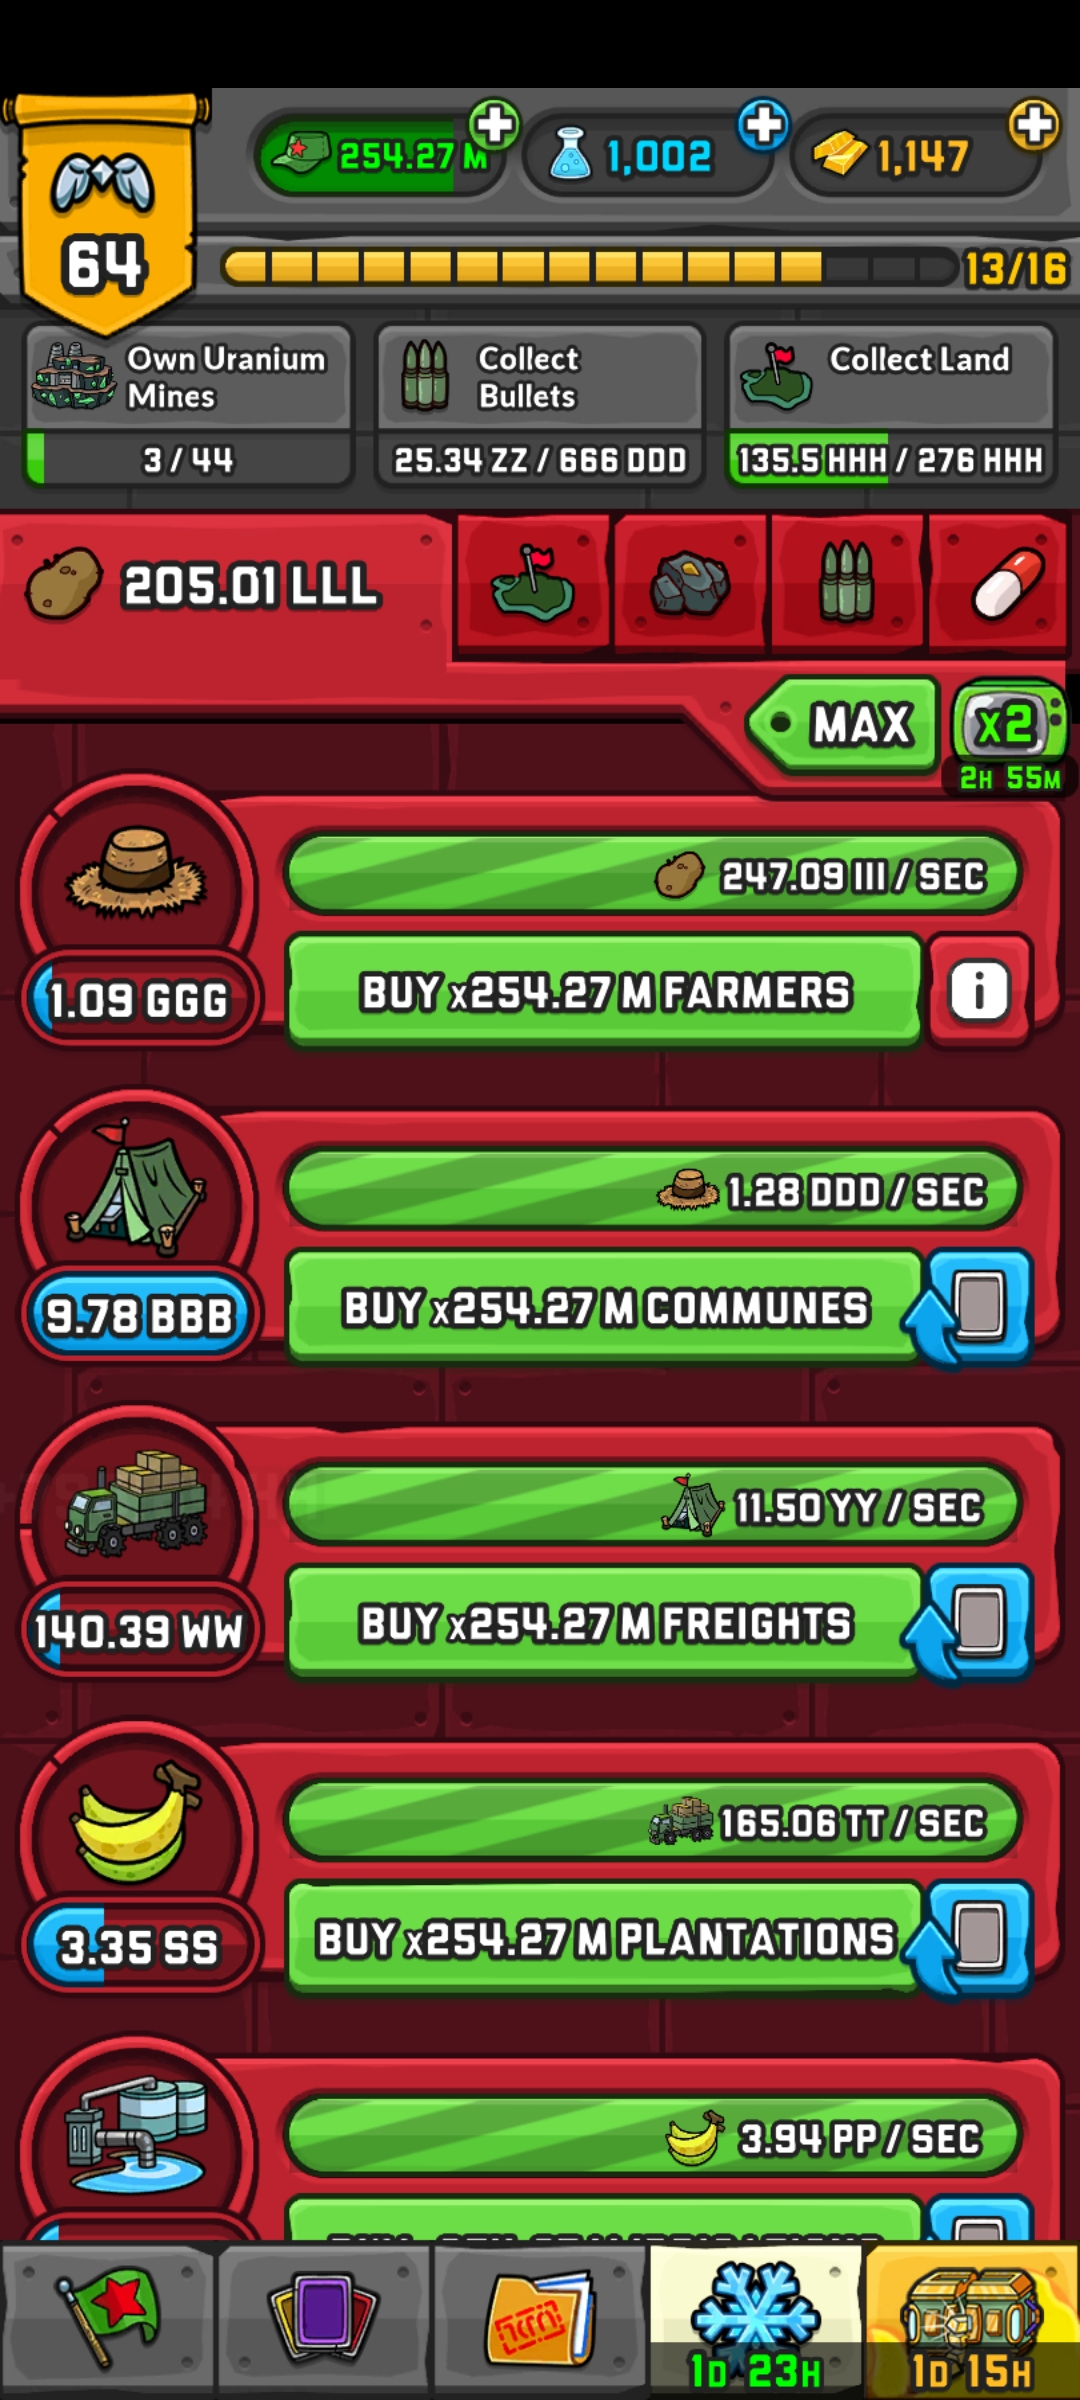 254.27 M
1,002
1,147
64
13/16
Own Uranium
Mines
3 / 44
Collect
Bullets
25.34 ZZ / 666 DDD
Collect Land
135.5 HHH / 276 HHH
205.01 LLL
MAX
x2
2H 55M
247.09 III / SEC
1.09 GGG
BUY x254.27 M FARMERS
i
1.28 DDD / SEC
9.78 BBB
BUY x254.27 M COMMUNES
11.50 YY / SEC
140.39 WW
BUY x254.27 M FREIGHTS
165.06 TT / SEC
3.35 SS
BUY x254.27 M PLANTATIONS
3.94 PP / SEC
1D 23H
1D 15H